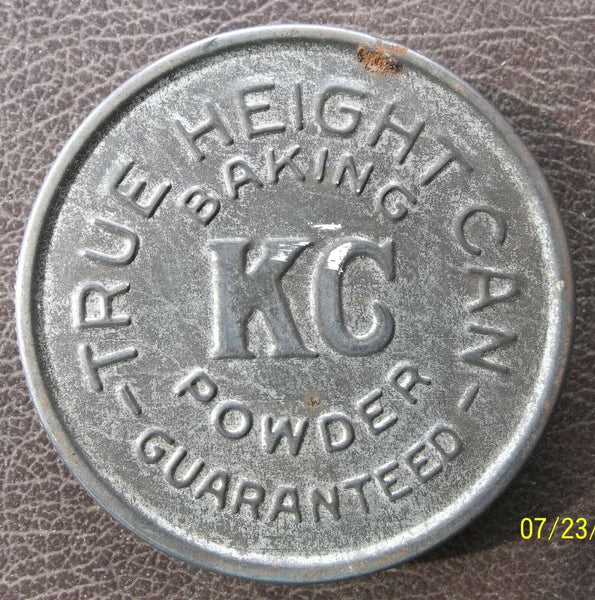 TRUE HEIGHT CAN
BAKING
KC
POWDER
- GUARANTEED -
07/23/